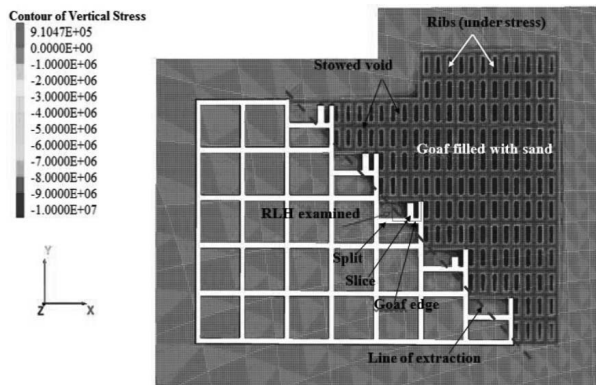 Contour of Vertical Stress
9.1047E+05
0.0000E+00
-1.0000E+06
-2.0000E+06
-3.0000E+06
-4.0000E+06
-5.0000E+06
-6.0000E+06
-7.0000E+06
-8.0000E+06
-9.0000E+06
-1.0000E+07
Y
Z
X
Ribs (under stress)
Stowed void
Goaf filled with sand
RLH examined
Split
Slice
Goaf edge
Line of extraction